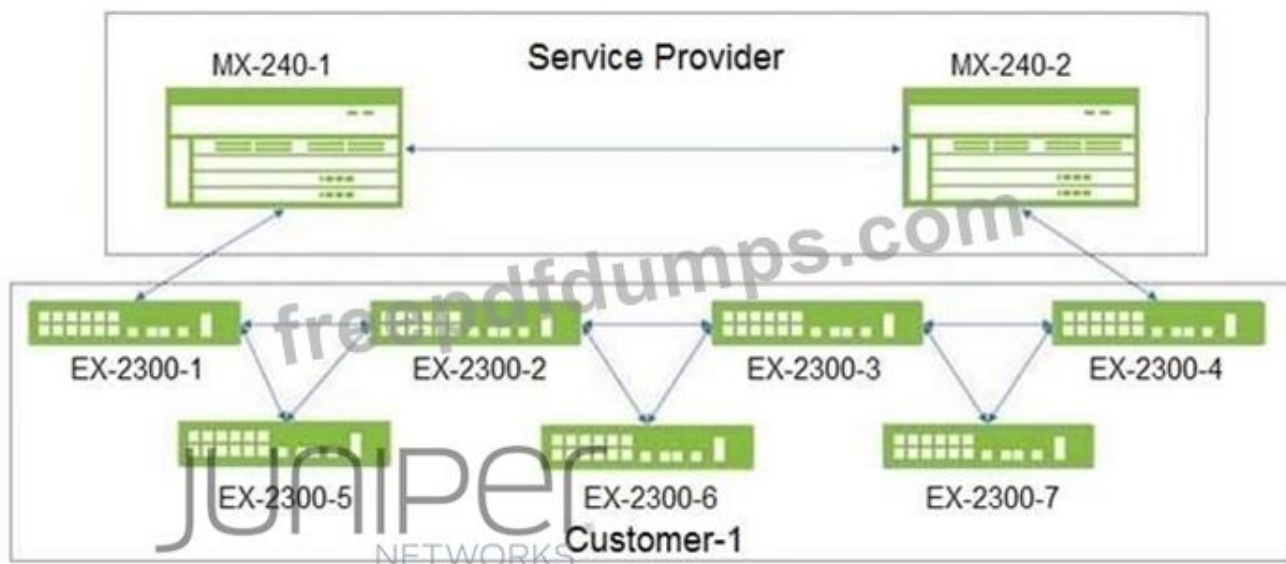 Service Provider
MX-240-1
MX-240-2
freepdfdumps.com
EX-2300-1
EX-2300-2
EX-2300-3
EX-2300-4
EX-2300-5
EX-2300-6
EX-2300-7
JUNIPEr
NETWORKS
Customer-1